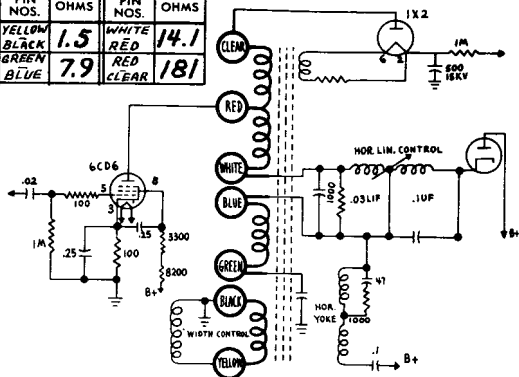 PIN NOS. OHMS PIN NOS. OHMS
YELLOW BLACK 1.5 WHITE RED 14.1
GREEN BLUE 7.9 RED CLEAR 181
CLEAR
1X2
6 2
1M
500
15KV
RED
6CD6
8
5
3
.02
100
1M
.25
100
.25
3300
8200
B+
WHITE
BLUE
HOR. LIN. CONTROL
1000
.03LIF
.1UF
B+
GREEN
BLACK
WIDTH CONTROL
YELLOW
HOR. YOKE
47
1000
.1
B+